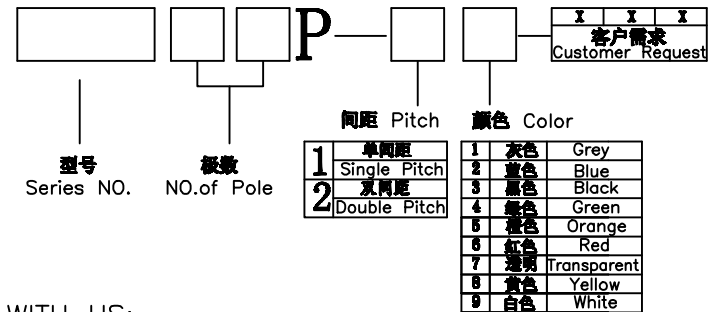 P
X X X
客户需求
Customer Request
间距 Pitch
颜色 Color
型号
Series NO.
极数
NO.of Pole
1 单间距
Single Pitch
2 双间距
Double Pitch
1 灰色 Grey
2 蓝色 Blue
3 黑色 Black
4 绿色 Green
5 橙色 Orange
6 红色 Red
7 透明 Transparent
8 黄色 Yellow
9 白色 White
WITH US: